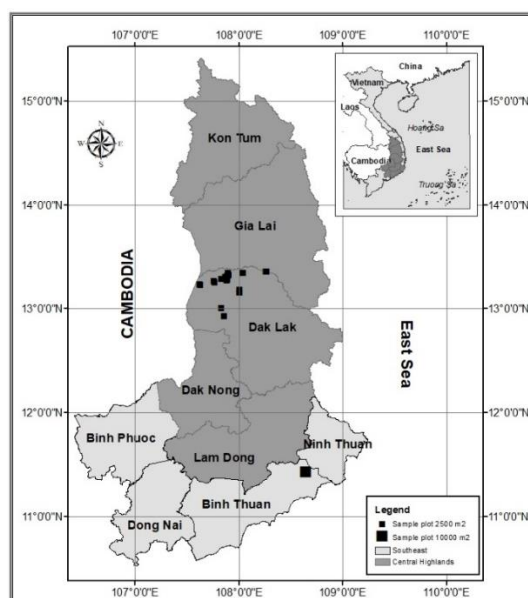 107°0'0"E 108°0'0"E 109°0'0"E 110°0'0"E
China
Vietnam
Laos
Hoang Sa
East Sea
Cambodia
Truong Sa
15°0'0"N 15°0'0"N
N
W E
S
Kon Tum
14°0'0"N 14°0'0"N
Gia Lai
13°0'0"N 13°0'0"N
CAMBODIA
Dak Lak
East Sea
Dak Nong
12°0'0"N 12°0'0"N
Binh Phuoc
Ninh Thuan
Lam Dong
Binh Thuan
Dong Nai
11°0'0"N 11°0'0"N
Legend
Sample plot 2500 m2
Sample plot 10000 m2
Southeast
Central Highlands
107°0'0"E 108°0'0"E 109°0'0"E 110°0'0"E